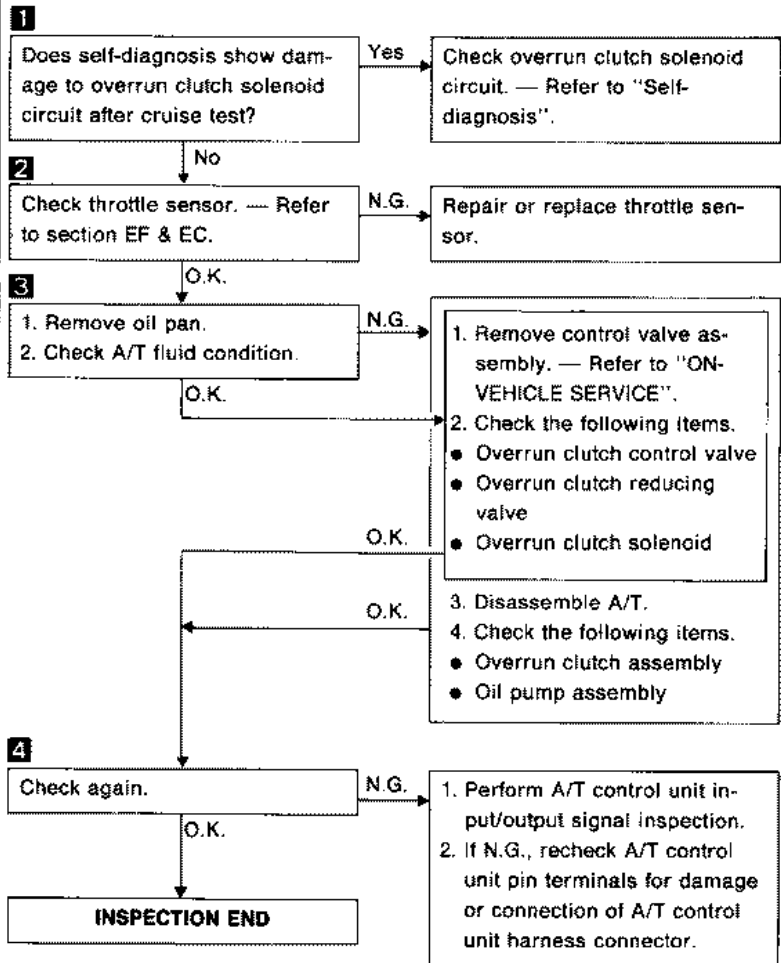 1
Does self-diagnosis show dam-
age to overrun clutch solenoid
circuit after cruise test?
Yes
Check overrun clutch solenoid
circuit. — Refer to "Self-
diagnosis".
No
2
Check throttle sensor. — Refer
to section EF & EC.
N.G.
Repair or replace throttle sen-
sor.
O.K.
3
1. Remove oil pan.
2. Check A/T fluid condition.
N.G.
O.K.
1. Remove control valve as-
sembly. — Refer to "ON-
VEHICLE SERVICE".
2. Check the following items.
● Overrun clutch control valve
● Overrun clutch reducing
valve
● Overrun clutch solenoid
O.K.
3. Disassemble A/T.
4. Check the following items.
● Overrun clutch assembly
● Oil pump assembly
O.K.
4
Check again.
N.G.
1. Perform A/T control unit in-
put/output signal inspection.
2. If N.G., recheck A/T control
unit pin terminals for damage
or connection of A/T control
unit harness connector.
O.K.
INSPECTION END